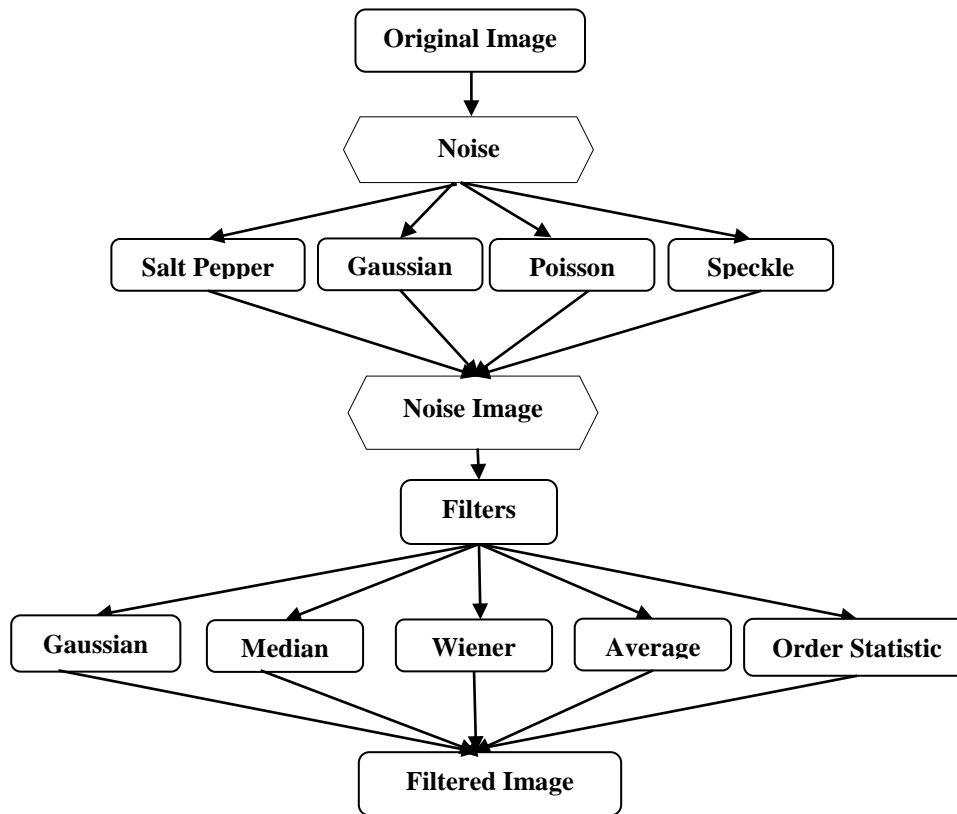 Original Image
Noise
Salt Pepper
Gaussian
Poisson
Speckle
Noise Image
Filters
Gaussian
Median
Wiener
Average
Order Statistic
Filtered Image